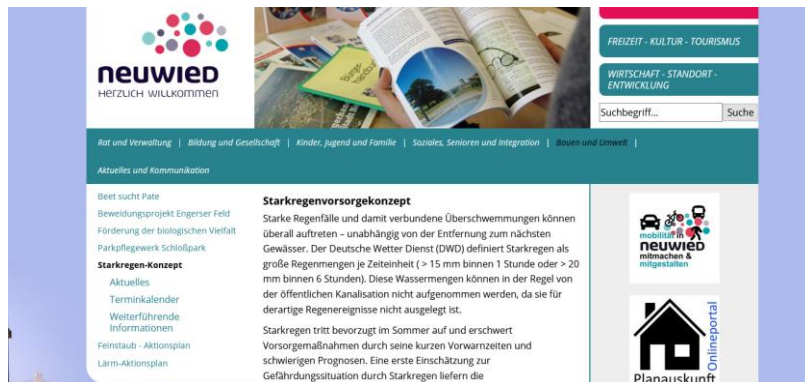 neuwied
HERZLICH WILLKOMMEN
Bürger-
FREIZEIT - KULTUR - TOURISMUS
WIRTSCHAFT - STANDORT -
ENTWICKLUNG
Suchbegriff... Suche
Rat und Verwaltung | Bildung und Gesellschaft | Kinder, Jugend und Familie | Soziales, Senioren und Integration | Bauen und Umwelt |
Aktuelles und Kommunikation
Beet sucht Pate
Beweidungsprojekt Engerser Feld
Förderung der biologischen Vielfalt
Parkpflegewerk Schloßpark
Starkregen-Konzept
Aktuelles
Terminkalender
Weiterführende
Informationen
Feinstaub - Aktionsplan
Lärm-Aktionsplan
Starkregenvorsorgekonzept
Starke Regenfälle und damit verbundene Überschwemmungen können
überall auftreten – unabhängig von der Entfernung zum nächsten
Gewässer. Der Deutsche Wetter Dienst (DWD) definiert Starkregen als
große Regenmengen je Zeiteinheit ( > 15 mm binnen 1 Stunde oder > 20
mm binnen 6 Stunden). Diese Wassermengen können in der Regel von
der öffentlichen Kanalisation nicht aufgenommen werden, da sie für
derartige Regenereignisse nicht ausgelegt ist.
Starkregen tritt bevorzugt im Sommer auf und erschwert
Vorsorgemaßnahmen durch seine kurzen Vorwarnzeiten und
schwierigen Prognosen. Eine erste Einschätzung zur
Gefährdungssituation durch Starkregen liefern die
mobilität in
neuwied
mitmachen &
mitgestalten
Onlineportal
Planauskunft